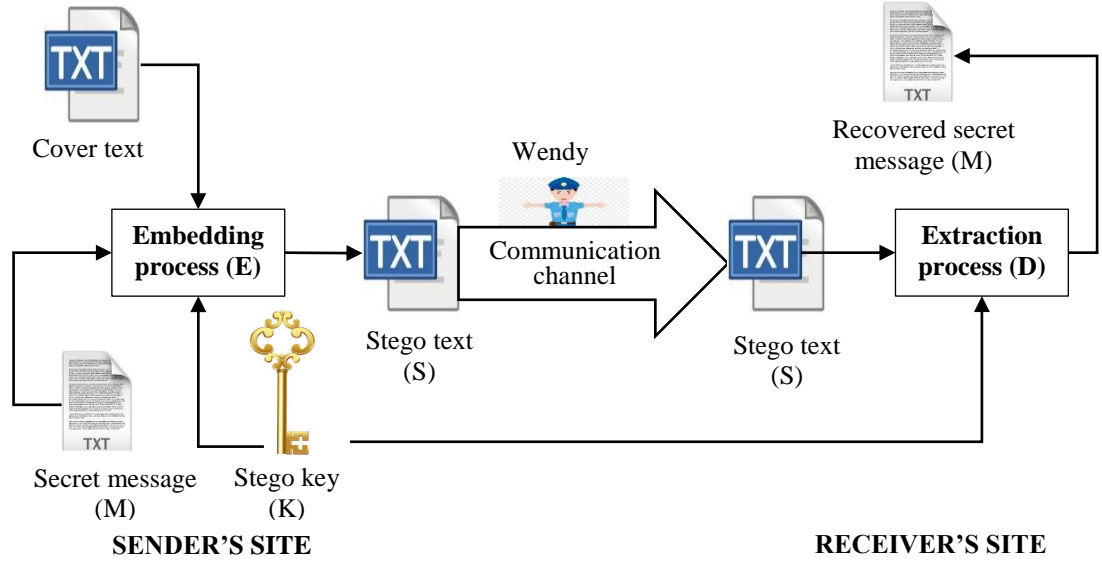 TXT
Cover text
TXT
Recovered secret
message (M)
Wendy
Embedding
process (E)
TXT
Communication
channel
TXT
Extraction
process (D)
Stego text
(S)
Stego text
(S)
TXT
Secret message
(M)
Stego key
(K)
SENDER'S SITE
RECEIVER'S SITE